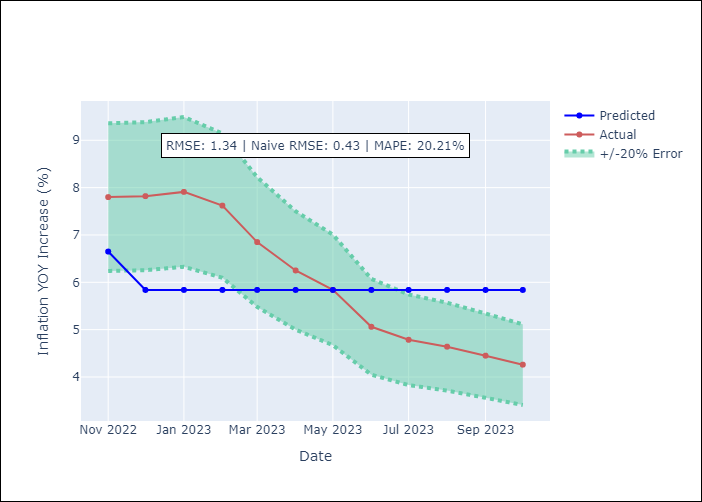 RMSE: 1.34 | Naive RMSE: 0.43 | MAPE: 20.21%
Predicted
Actual
+/-20% Error
Inflation YOY Increase (%)
9
8
7
6
5
4
Nov 2022
Jan 2023
Mar 2023
May 2023
Jul 2023
Sep 2023
Date